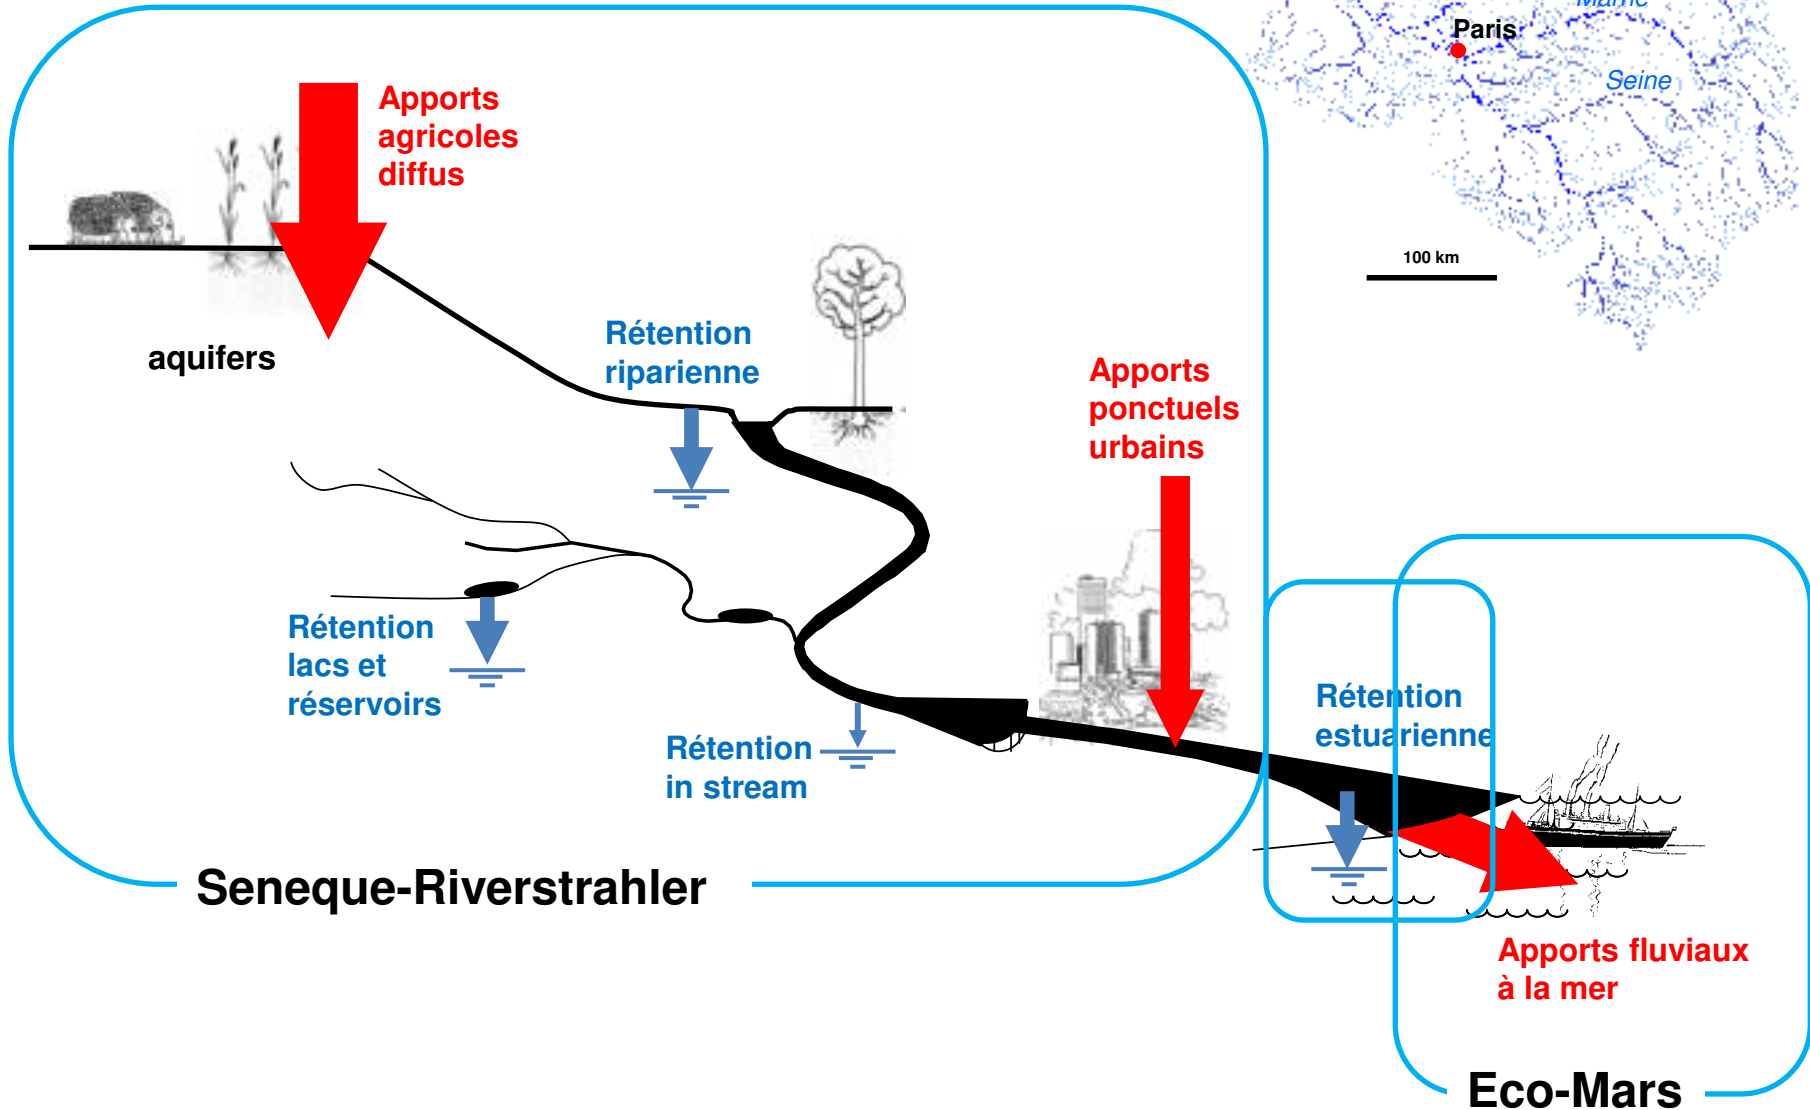 Marne
Paris
Seine
100 km
Apports
agricoles
diffus
aquifers
Rétention
riparienne
Apports
ponctuels
urbains
Rétention
lacs et
réservoirs
Rétention
in stream
Rétention
estuarienne
Seneque-Riverstrahler
Apports fluviaux
à la mer
Eco-Mars